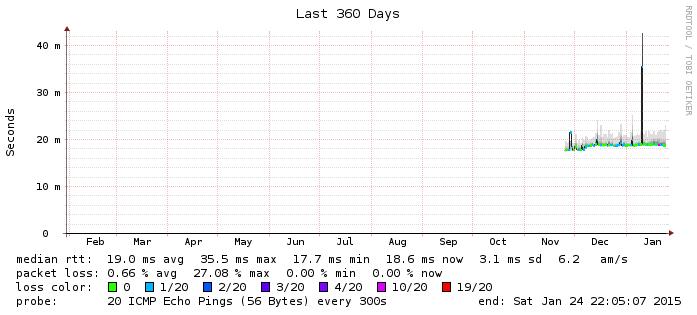 Last 360 Days
RRDTOOL / TOBI OETIKER
Seconds
40 m
30 m
20 m
10 m
0
Feb Mar Apr May Jun Jul Aug Sep Oct Nov Dec Jan
median rtt: 19.0 ms avg 35.5 ms max 17.7 ms min 18.6 ms now 3.1 ms sd 6.2 am/s
packet loss: 0.66 % avg 27.08 % max 0.00 % min 0.00 % now
loss color: 0 1/20 2/20 3/20 4/20 10/20 19/20
probe: 20 ICMP Echo Pings (56 Bytes) every 300s end: Sat Jan 24 22:05:07 2015